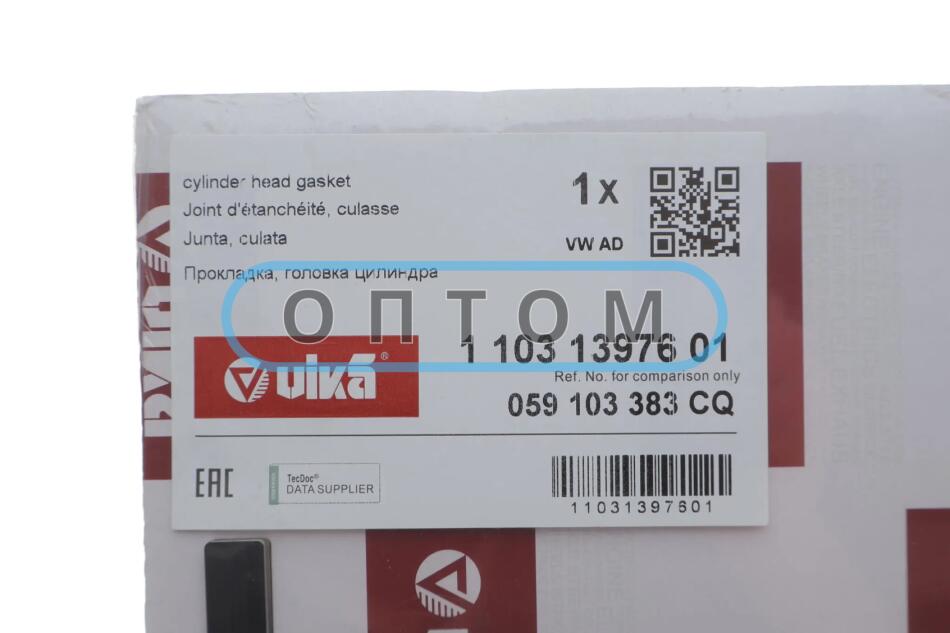 cylinder head gasket
Joint d'étanchéité, culasse
Junta, culata
Прокладка, головка цилиндра
1 x
VW AD
ОПТОМ
vika®
1 103 13976 01
Ref. No. for comparison only
059 103 383 CQ
EAC
TecDoc®
DATA SUPPLIER
11031397601